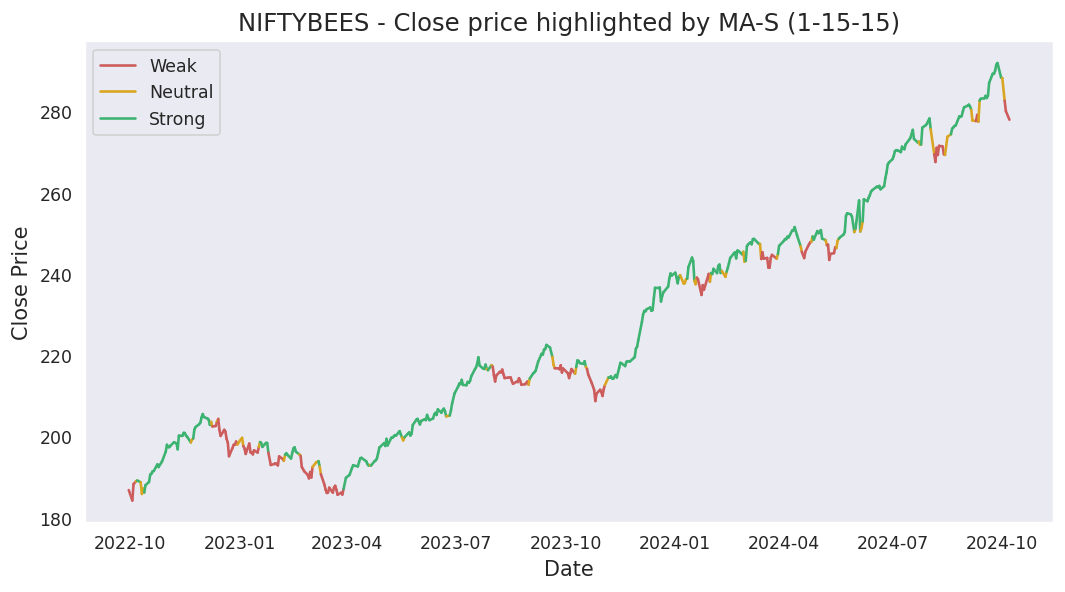 NIFTYBEES - Close price highlighted by MA-S (1-15-15)
Weak
Neutral
Strong
Close Price
280
260
240
220
200
180
2022-10 2023-01 2023-04 2023-07 2023-10 2024-01 2024-04 2024-07 2024-10
Date